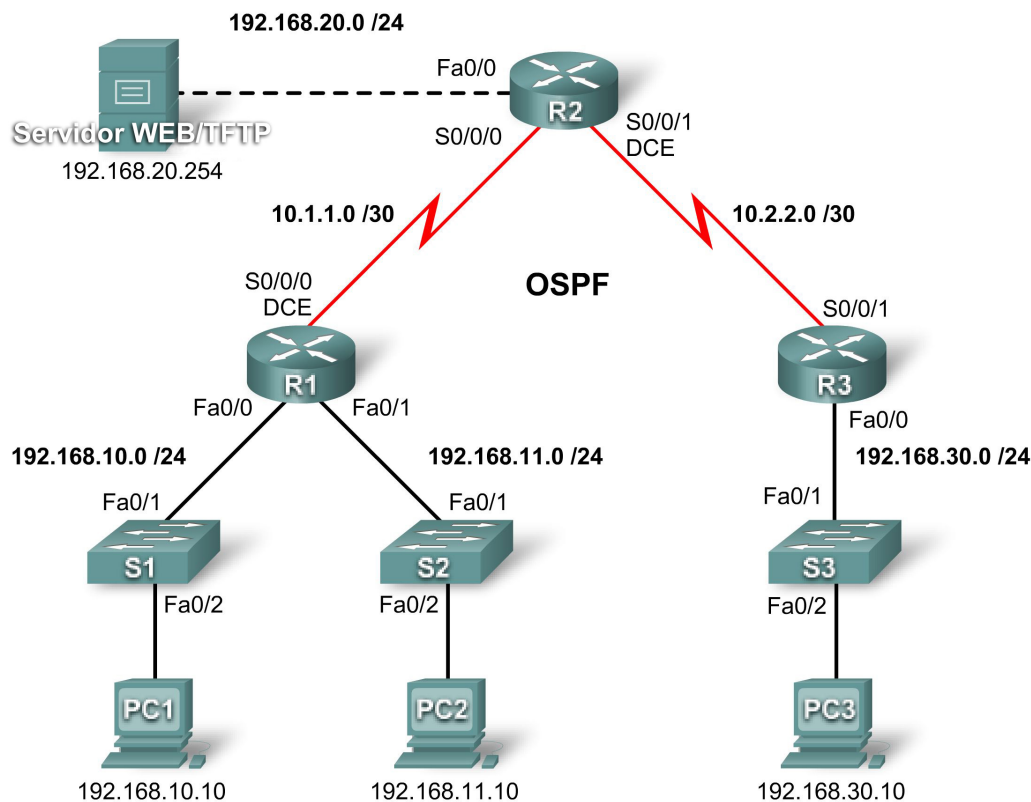 192.168.20.0 /24
Fa0/0
R2
Servidor WEB/TFTP
S0/0/0
S0/0/1
DCE
192.168.20.254
10.1.1.0 /30
10.2.2.0 /30
OSPF
S0/0/0
DCE
S0/0/1
R1
R3
Fa0/0
Fa0/1
Fa0/0
192.168.10.0 /24
192.168.11.0 /24
192.168.30.0 /24
Fa0/1
Fa0/1
Fa0/1
S1
S2
S3
Fa0/2
Fa0/2
Fa0/2
PC1
PC2
PC3
192.168.10.10
192.168.11.10
192.168.30.10